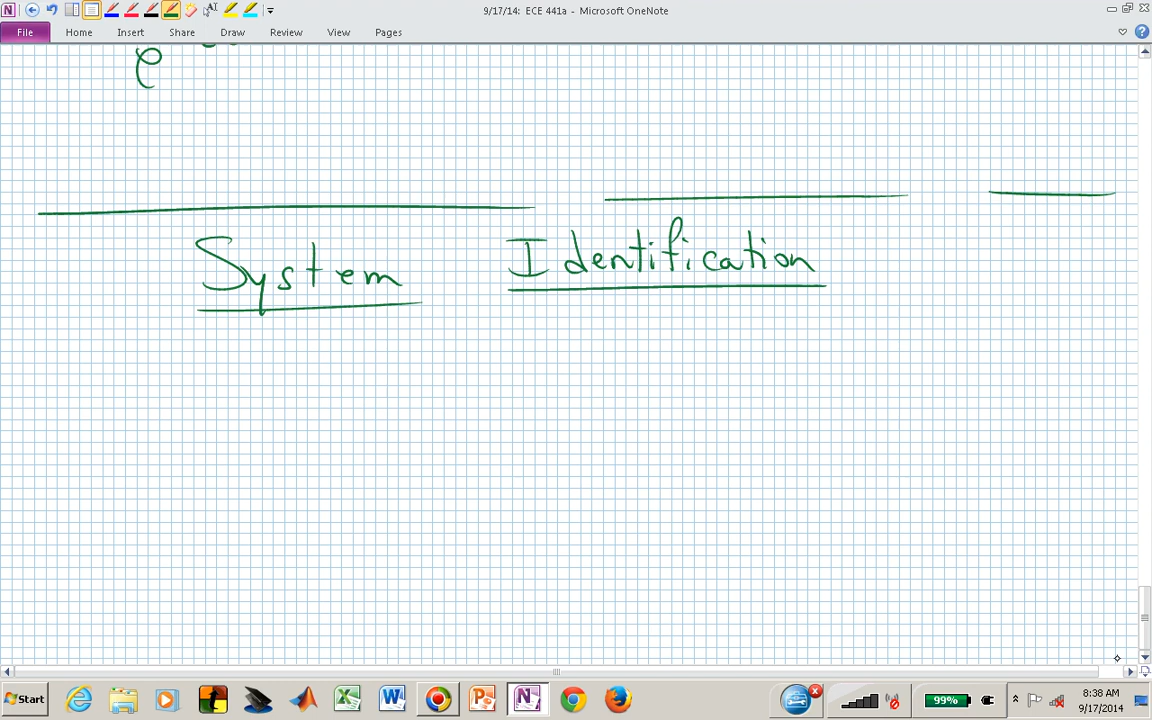 9/17/14: ECE 441a - Microsoft OneNote
File Home Insert Share Draw Review View Pages
System Identification
Start
99%
8:38 AM
9/17/2014